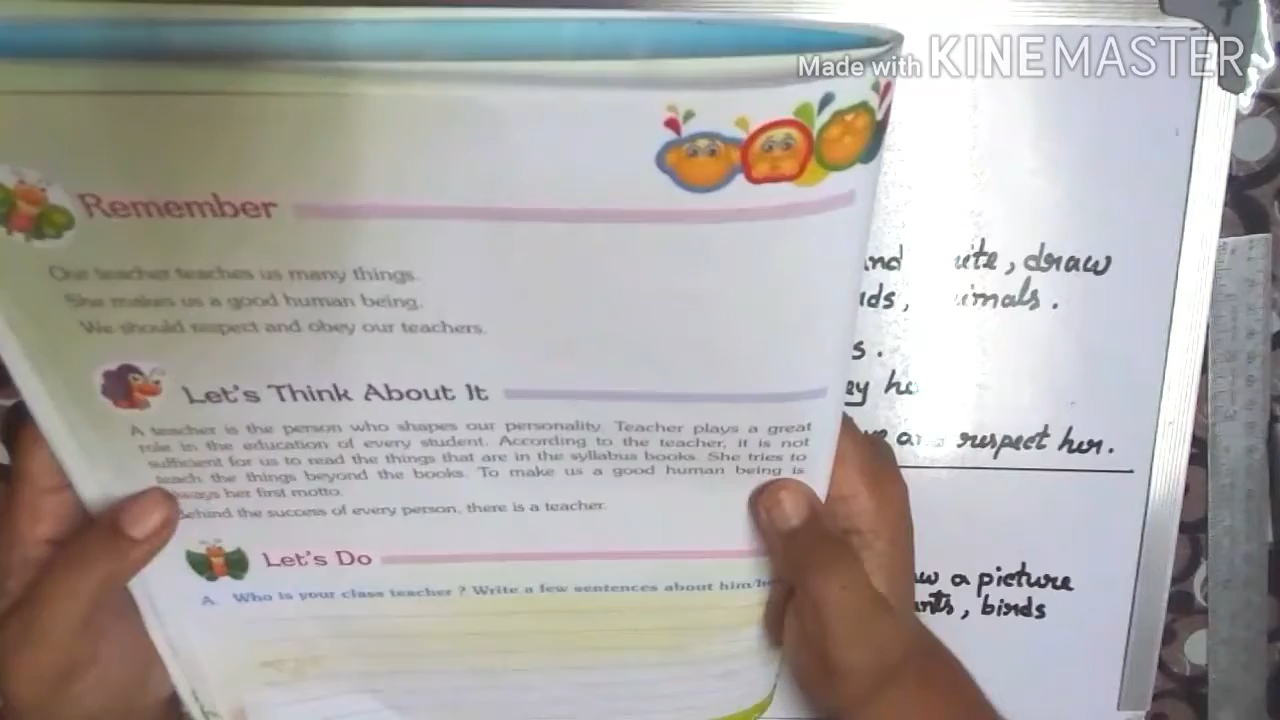 Made with KINEMASTER
Remember
Our teacher teaches us many things.
She makes us a good human being.
We should respect and obey our teachers.
Let's Think About It
A teacher is the person who shapes our personality. Teacher plays a great
role in the education of every student. According to the teacher, it is not
sufficient for us to read the things that are in the syllabus books. She tries to
teach the things beyond the books. To make us a good human being is
always her first motto.
Behind the success of every person, there is a teacher.
Let's Do
A. Who is your class teacher ? Write a few sentences about him/
, draw
respect her.
a picture
, birds